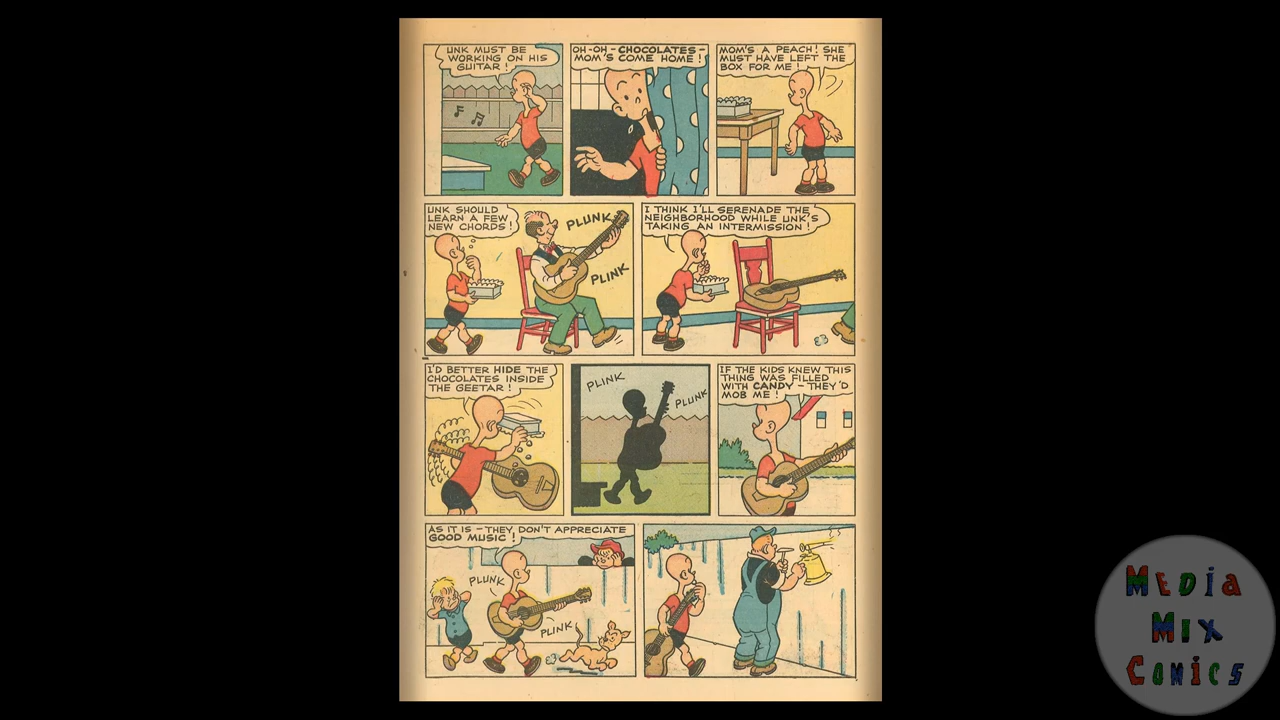 UNK MUST BE
WORKING ON HIS
GUITAR!
OH-OH-CHOCOLATES-
MOM'S COME HOME!
MOM'S A PEACH! SHE
MUST HAVE LEFT THE
BOX FOR ME!
UNK SHOULD
LEARN A FEW
NEW CHORDS!
PLUNK
PLINK
I THINK I'LL SERENADE THE
NEIGHBORHOOD WHILE UNK'S
TAKING AN INTERMISSION!
I'D BETTER HIDE THE
CHOCOLATES INSIDE
THE GEETAR!
PLINK
PLUNK
IF THE KIDS KNEW THIS
THING WAS FILLED
WITH CANDY-THEY'D
MOB ME!
AS IT IS-THEY DON'T APPRECIATE
GOOD MUSIC!
PLUNK
PLINK
MEDIA
MIX
COMICS